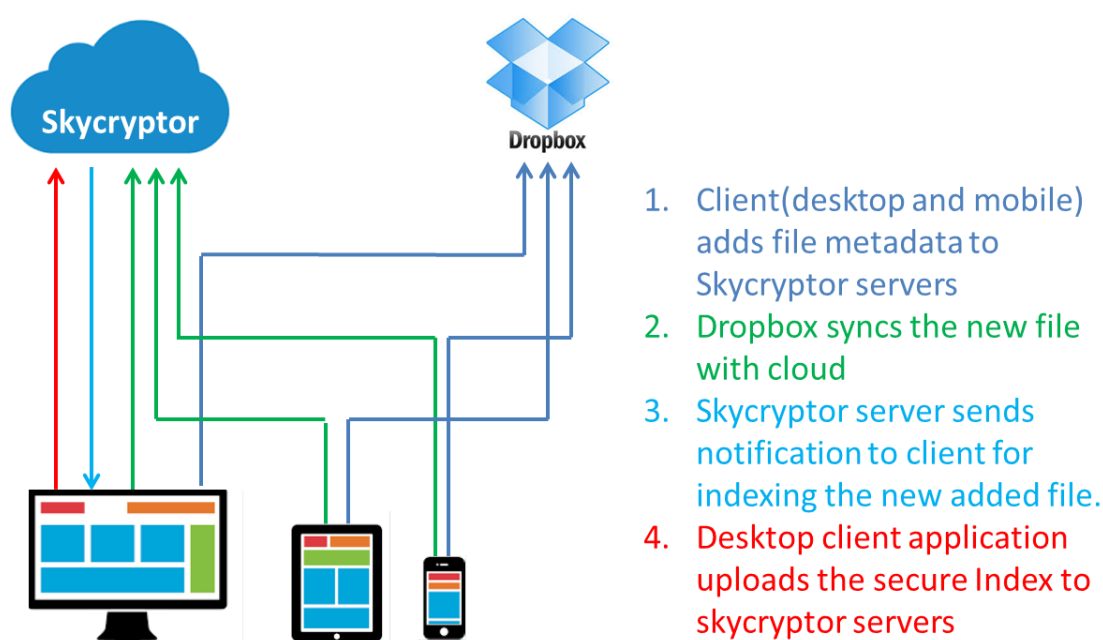 Skycryptor
Dropbox
1. Client(desktop and mobile)
adds file metadata to
Skycryptor servers
2. Dropbox syncs the new file
with cloud
3. Skycryptor server sends
notification to client for
indexing the new added file.
4. Desktop client application
uploads the secure Index to
skycryptor servers